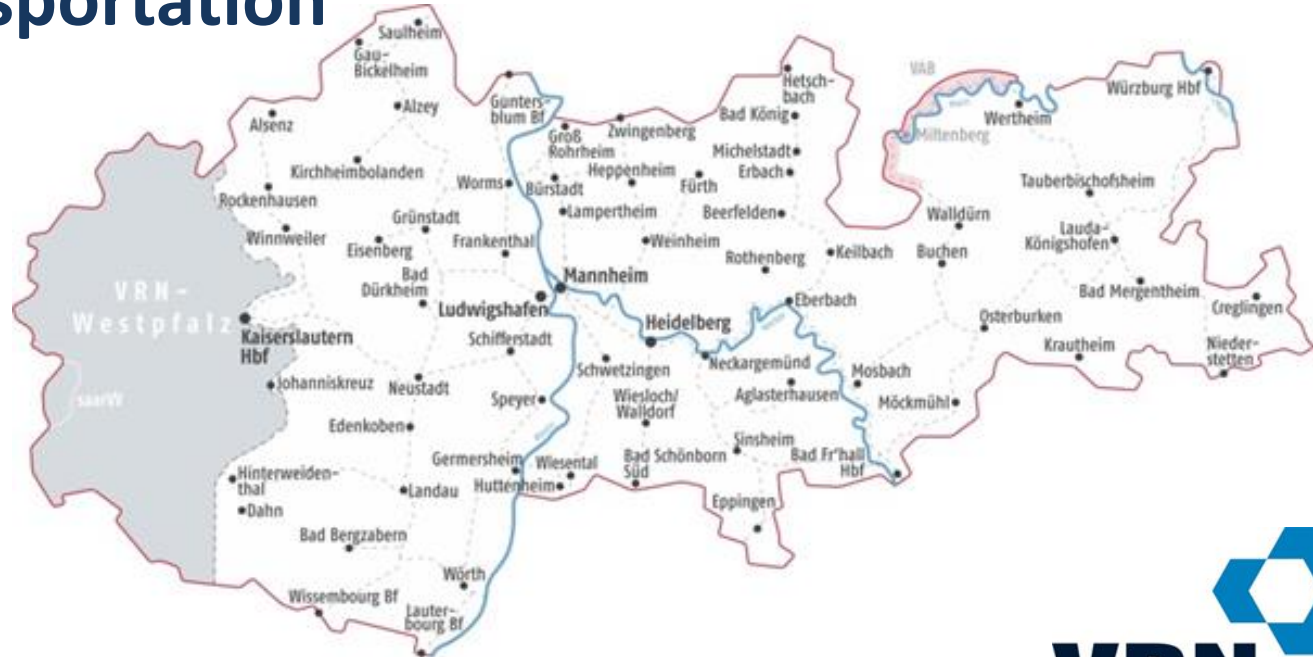 sportation
Saulheim
Gau-
Bickelheim
Alzey
Alsenz
Gunters-
blum Bf
Hetsch-
bach
VAB
Würzburg Hbf
Bad König
Wertheim
Groß
Rohrheim
Zwingenberg
Miltenberg
Michelstadt
Kirchheimbolanden
Heppenheim
Erbach
Worms
Bürstadt
Fürth
Tauberbischofsheim
Rockenhausen
Grünstadt
Lampertheim
Beerfelden
Walldürn
Lauda-
Königshofen
Winnweiler
Eisenberg
Frankenthal
Weinheim
Rothenberg
Keilbach
Buchen
Bad
Dürkheim
Mannheim
VRN-
Westpfalz
Ludwigshafen
Eberbach
Bad Mergentheim
Creglingen
Kaiserslautern
Hbf
Schifferstadt
Heidelberg
Osterburken
Krautheim
Nieder-
stetten
Johanniskreuz
Neustadt
Schwetzingen
Neckargemünd
Mosbach
saarVV
Speyer
Wiesloch/
Walldorf
Aglasterhausen
Möckmühl
Edenkoben
Sinsheim
Germersheim
Wiesental
Bad Schönborn
Süd
Bad Fr'hall
Hbf
Hinterweiden-
thal
Landau
Huttenheim
Eppingen
Dahn
Bad Bergzabern
Wörth
Wissembourg Bf
Lauter-
bourg Bf
VRN